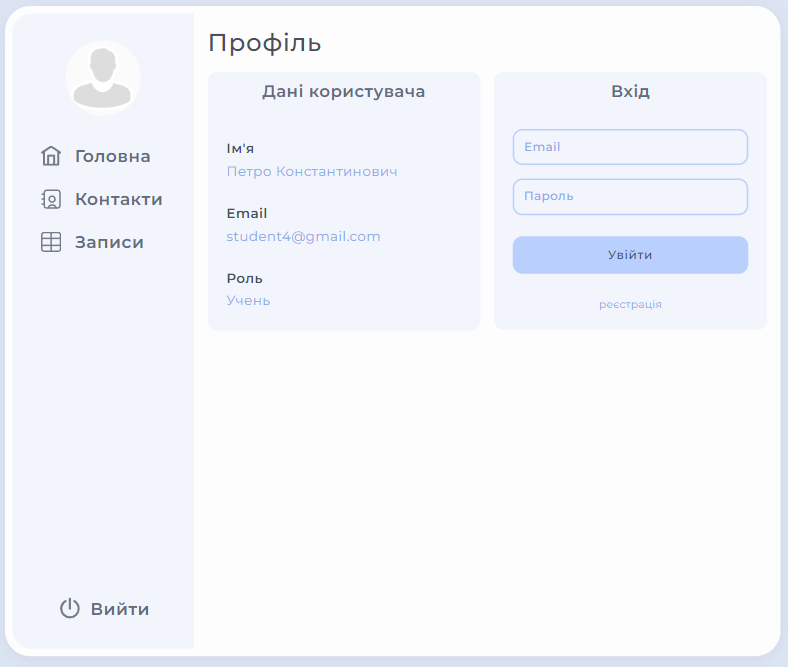 Головна
Контакти
Записи
Вийти
Профіль
Дані користувача
Ім'я
Петро Константинович
Email
student4@gmail.com
Роль
Учень
Вхід
Email
Пароль
Увійти
реєстрація